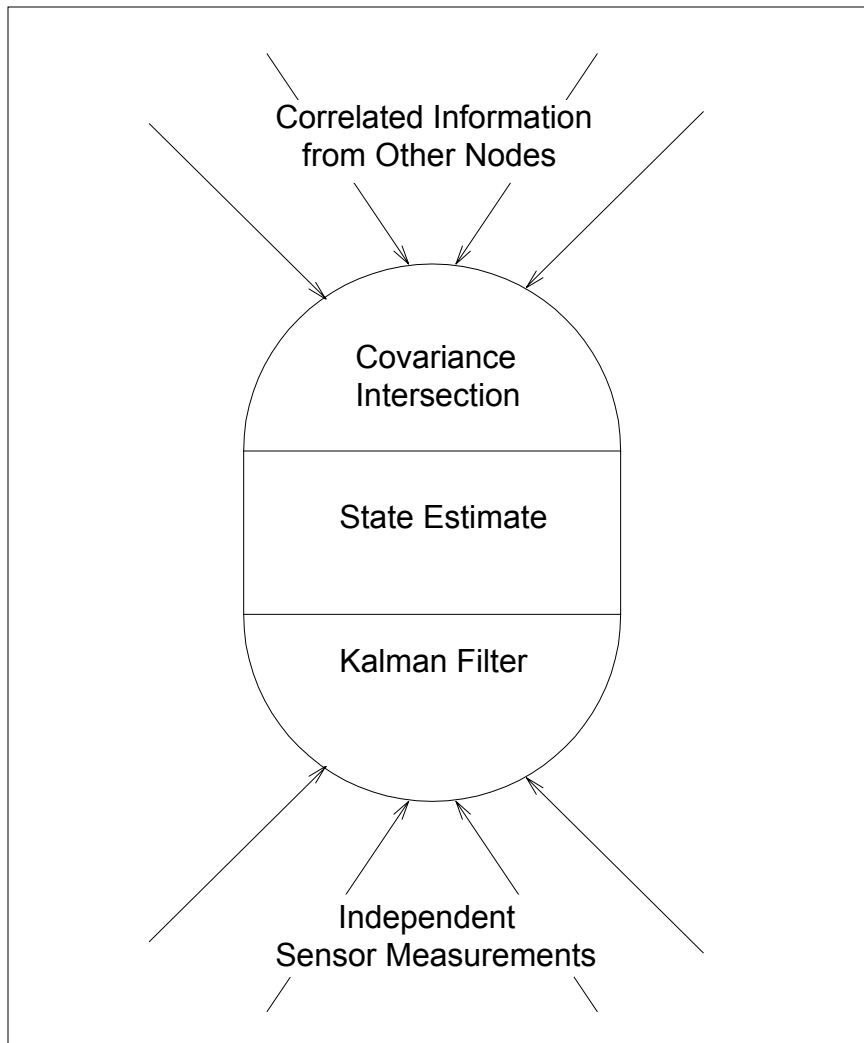 Correlated Information
from Other Nodes
Covariance
Intersection
State Estimate
Kalman Filter
Independent
Sensor Measurements